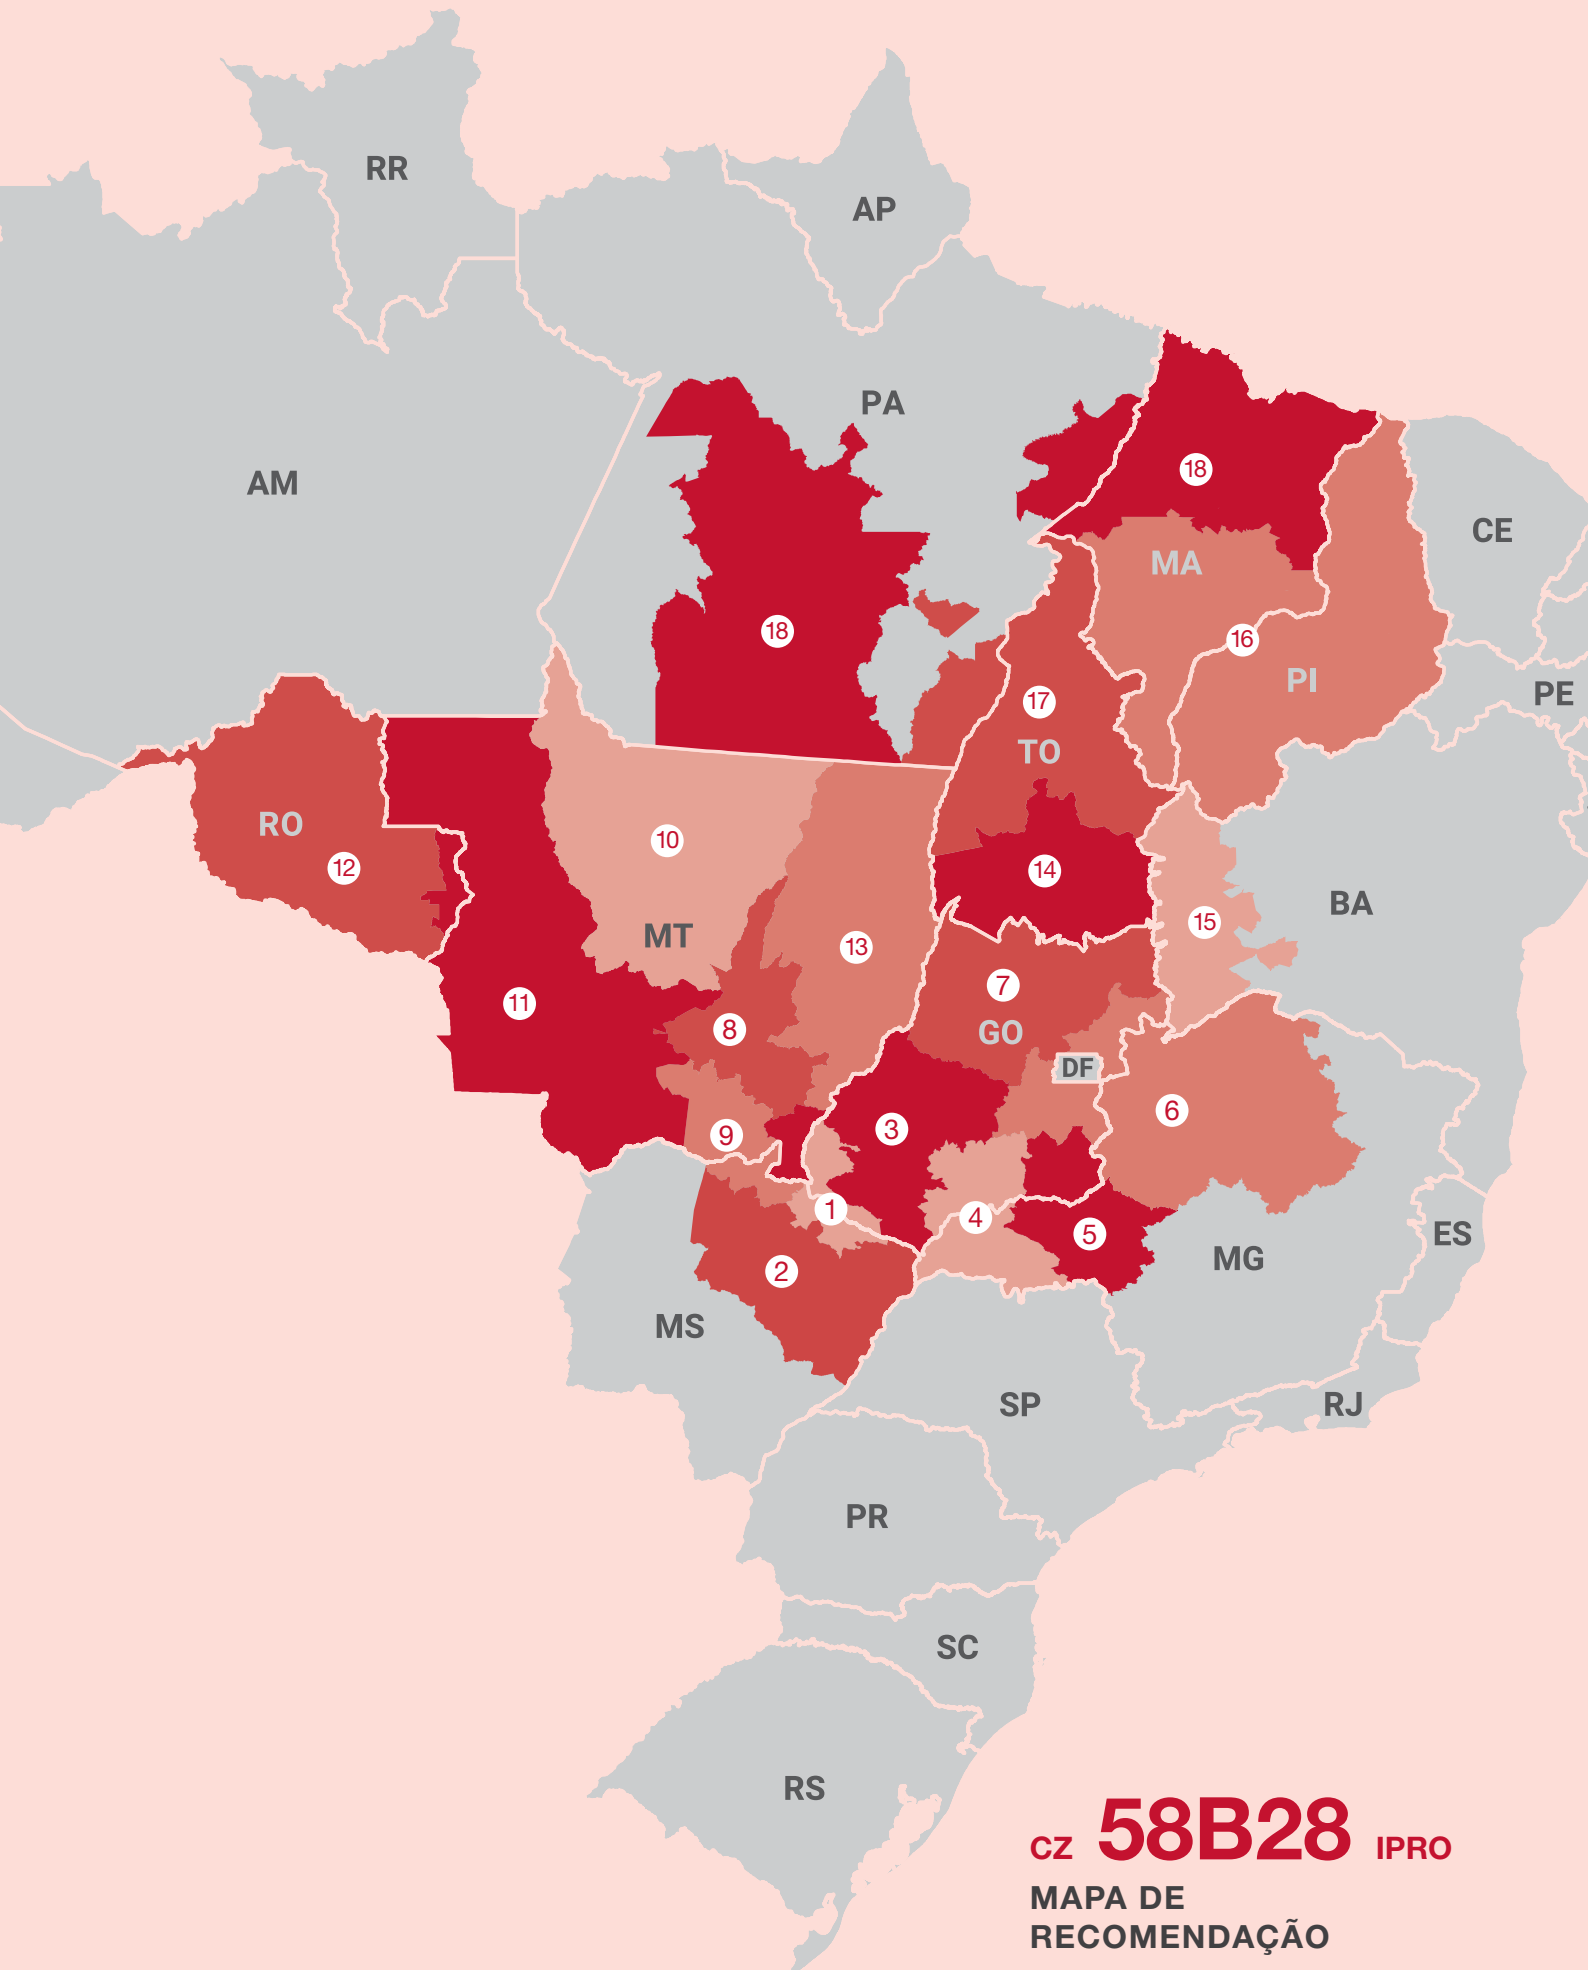 RR
AP
PA
AM
18
CE
MA
18
16
PI
PE
17
TO
RO
10
12
14
BA
15
MT
13
7
11
8
GO
DF
6
3
9
1
4
5
ES
MG
2
MS
SP
RJ
PR
SC
RS
CZ 58B28 IPRO
MAPA DE
RECOMENDAÇÃO